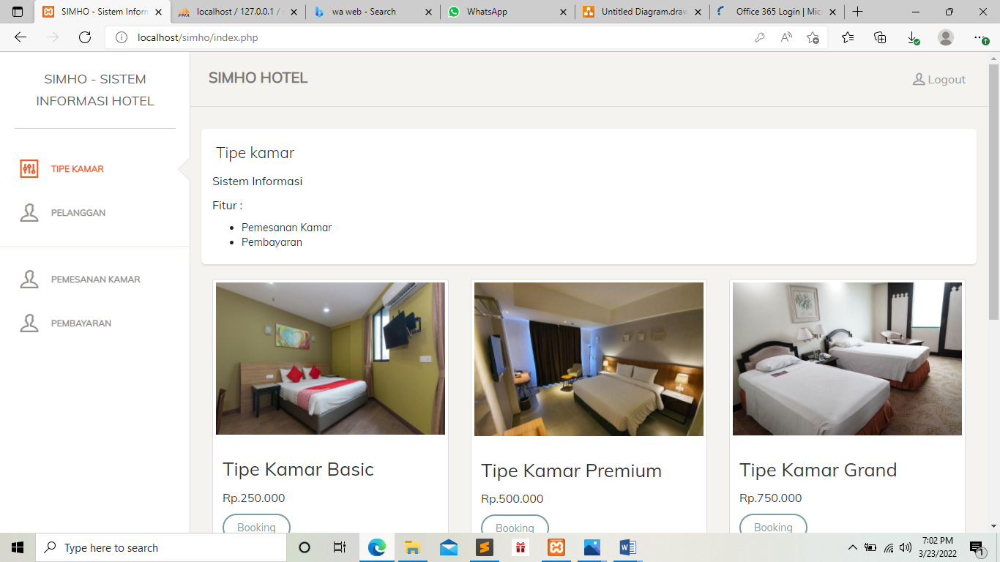 SIMHO - Sistem Inform
localhost / 127.0.0.1 /
wa web - Search
WhatsApp
Untitled Diagram.draw
Office 365 Login | Mic
localhost/simho/index.php
SIMHO - SISTEM
INFORMASI HOTEL
SIMHO HOTEL
Logout
TIPE KAMAR
PELANGGAN
PEMESANAN KAMAR
PEMBAYARAN
Tipe kamar
Sistem Informasi
Fitur :
Pemesanan Kamar
Pembayaran
Tipe Kamar Basic
Rp.250.000
Booking
Tipe Kamar Premium
Rp.500.000
Booking
Tipe Kamar Grand
Rp.750.000
Booking
Type here to search
7:02 PM
3/23/2022
1